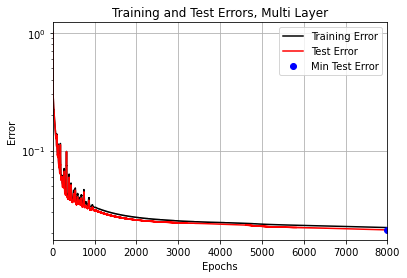 Training and Test Errors, Multi Layer
Training Error
Test Error
Min Test Error
10⁰
10⁻¹
Error
0 1000 2000 3000 4000 5000 6000 7000 8000
Epochs